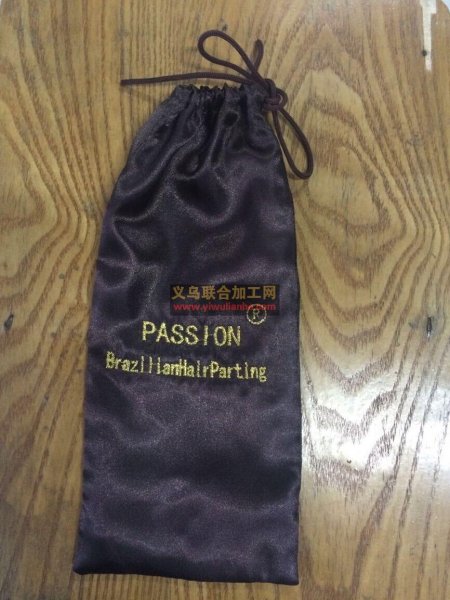 义乌联合加工网
www.yiwulianhe.com
®
PASSION
BrazilianHairParting